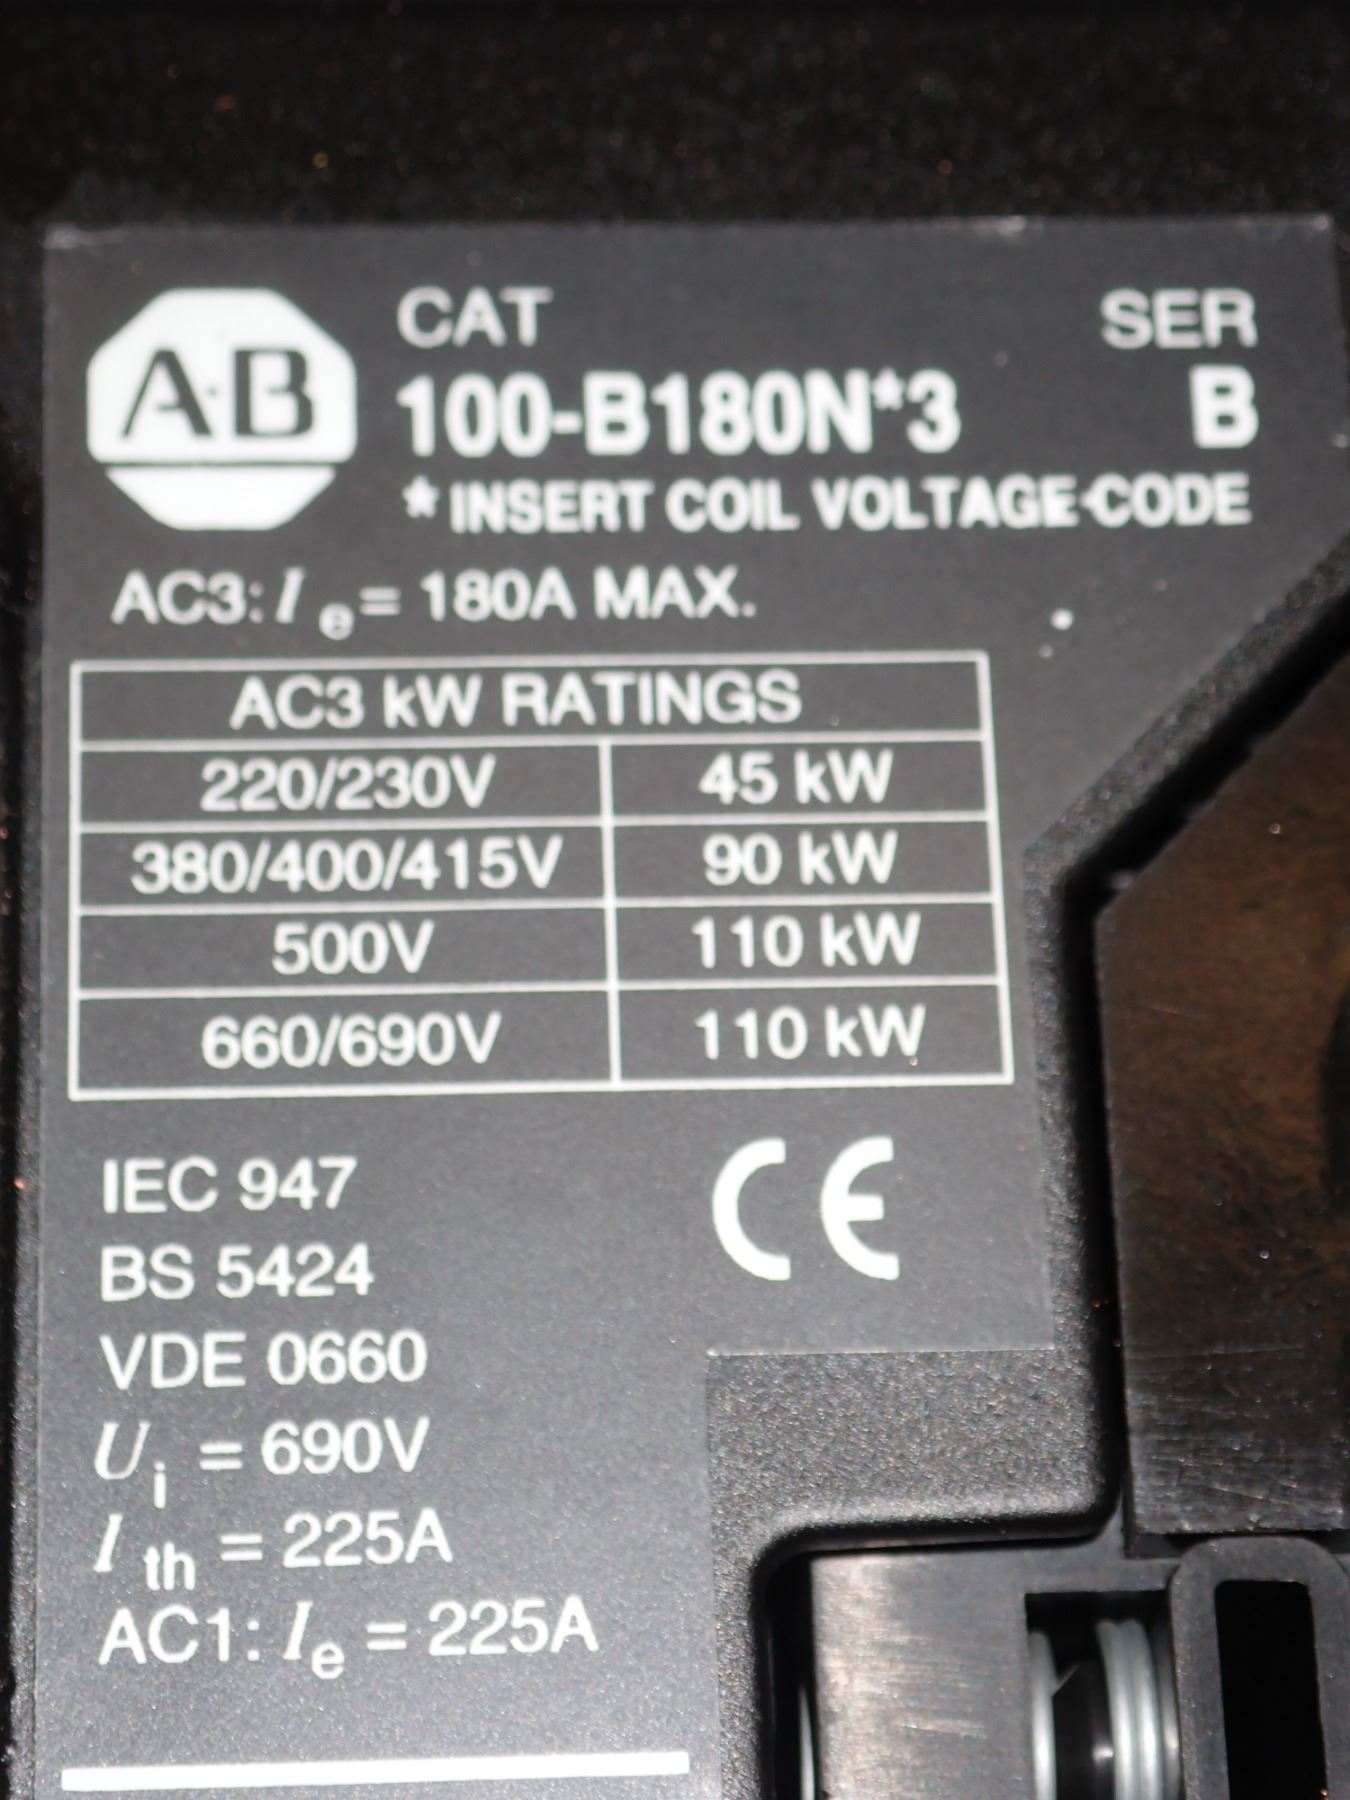 A·B
CAT
SER
100-B180N*3
B
* INSERT COIL VOLTAGE CODE
AC3: Ie = 180A MAX.
AC3 kW RATINGS
220/230V 45 kW
380/400/415V 90 kW
500V 110 kW
660/690V 110 kW
IEC 947
CE
BS 5424
VDE 0660
Ui = 690V
Ith = 225A
AC1: Ie = 225A